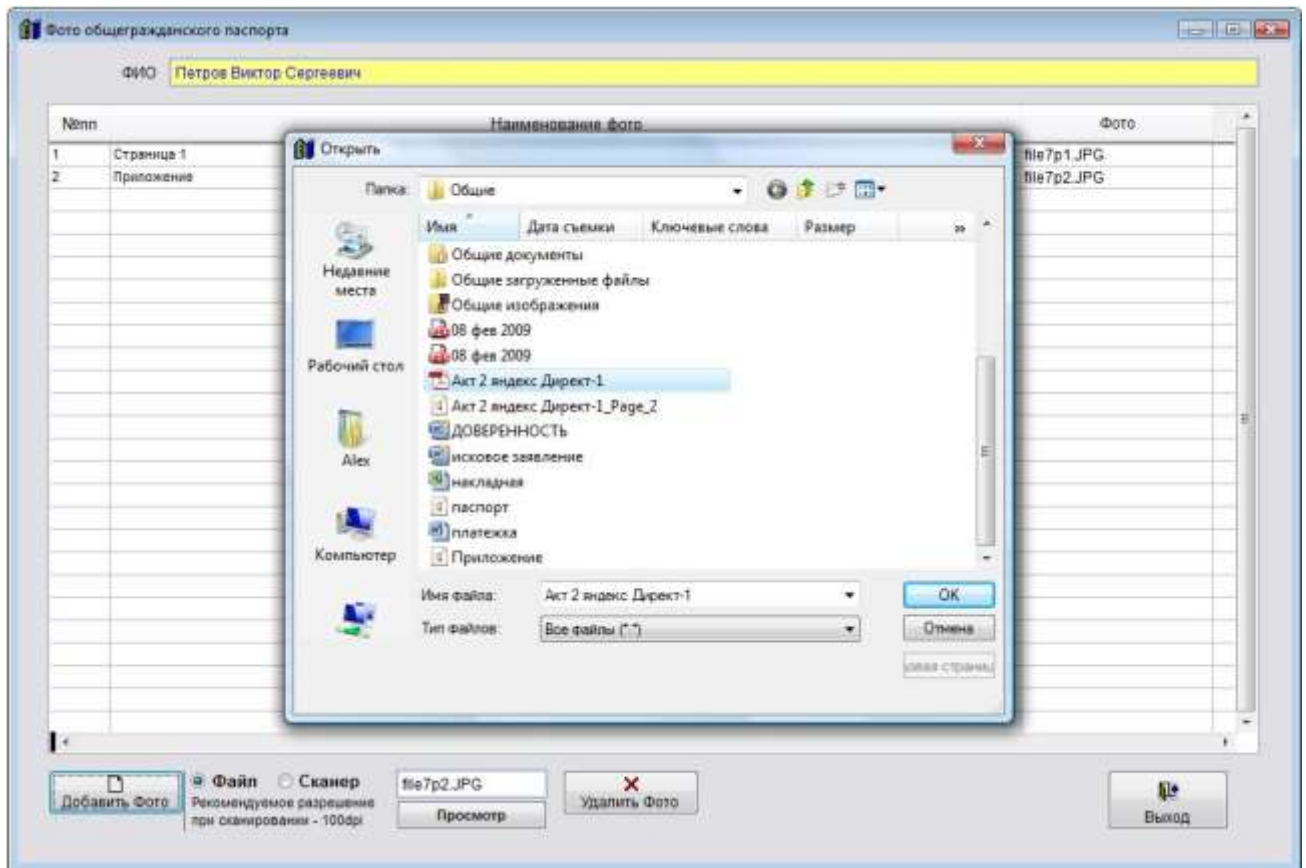 Фото общегражданского паспорта
ФИО Петров Виктор Сергеевич
№пп Наименование фото Фото
1 Страница 1 file7p1.JPG
2 Приложение file7p2.JPG
Открыть
Папка: Общие
Имя Дата съемки Ключевые слова Размер »
Общие документы
Общие загруженные файлы
Общие изображения
08 фев 2009
08 фев 2009
Акт 2 яндекс Директ-1
Акт 2 яндекс Директ-1_Page_2
ДОВЕРЕННОСТЬ
исковое заявление
накладная
паспорт
платежка
Приложение
Недавние
места
Рабочий стол
Alex
Компьютер
Имя файла: Акт 2 яндекс Директ-1 OK
Тип файлов: Все файлы (*.*) Отмена
Добавить Фото
Файл Сканер
Рекомендуемое разрешение
при сканировании - 100dpi
file7p2.JPG
Просмотр
Удалить Фото
Выход